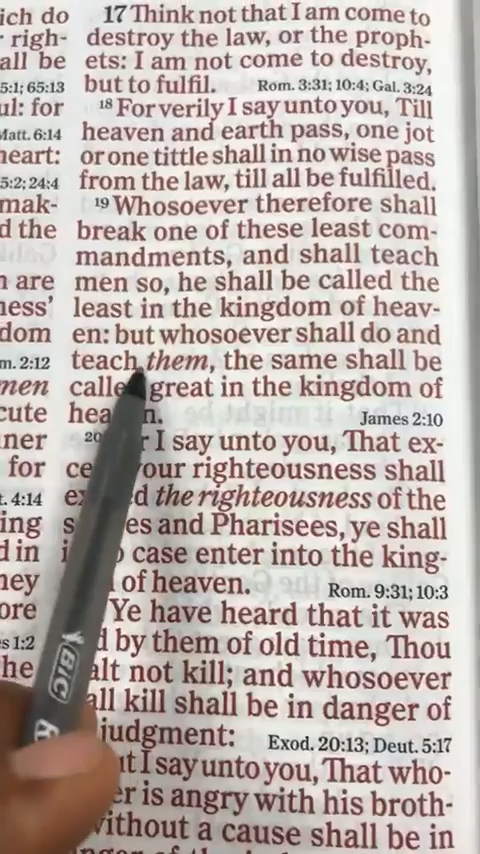 ich do
righ-
all be
5:1; 65:13
ul: for
Matt. 6:14
heart:
5:2; 24:4
mak-
d the
are
ness'
dom
m. 2:12
men
cute
ner
for
t. 4:14
ing
d in
hey
ore
s 1:2
he
17 Think not that I am come to
destroy the law, or the proph-
ets: I am not come to destroy,
but to fulfil. Rom. 3:31; 10:4; Gal. 3:24
18 For verily I say unto you, Till
heaven and earth pass, one jot
or one tittle shall in no wise pass
from the law, till all be fulfilled.
19 Whosoever therefore shall
break one of these least com-
mandments, and shall teach
men so, he shall be called the
least in the kingdom of heav-
en: but whosoever shall do and
teach them, the same shall be
called great in the kingdom of
James 2:10
20 I say unto you, That ex-
your righteousness shall
the righteousness of the
and Pharisees, ye shall
case enter into the king-
of heaven. Rom. 9:31; 10:3
Ye have heard that it was
by them of old time, Thou
not kill; and whosoever
kill shall be in danger of
judgment: Exod. 20:13; Deut. 5:17
I say unto you, That who-
is angry with his broth-
without a cause shall be in
BIC